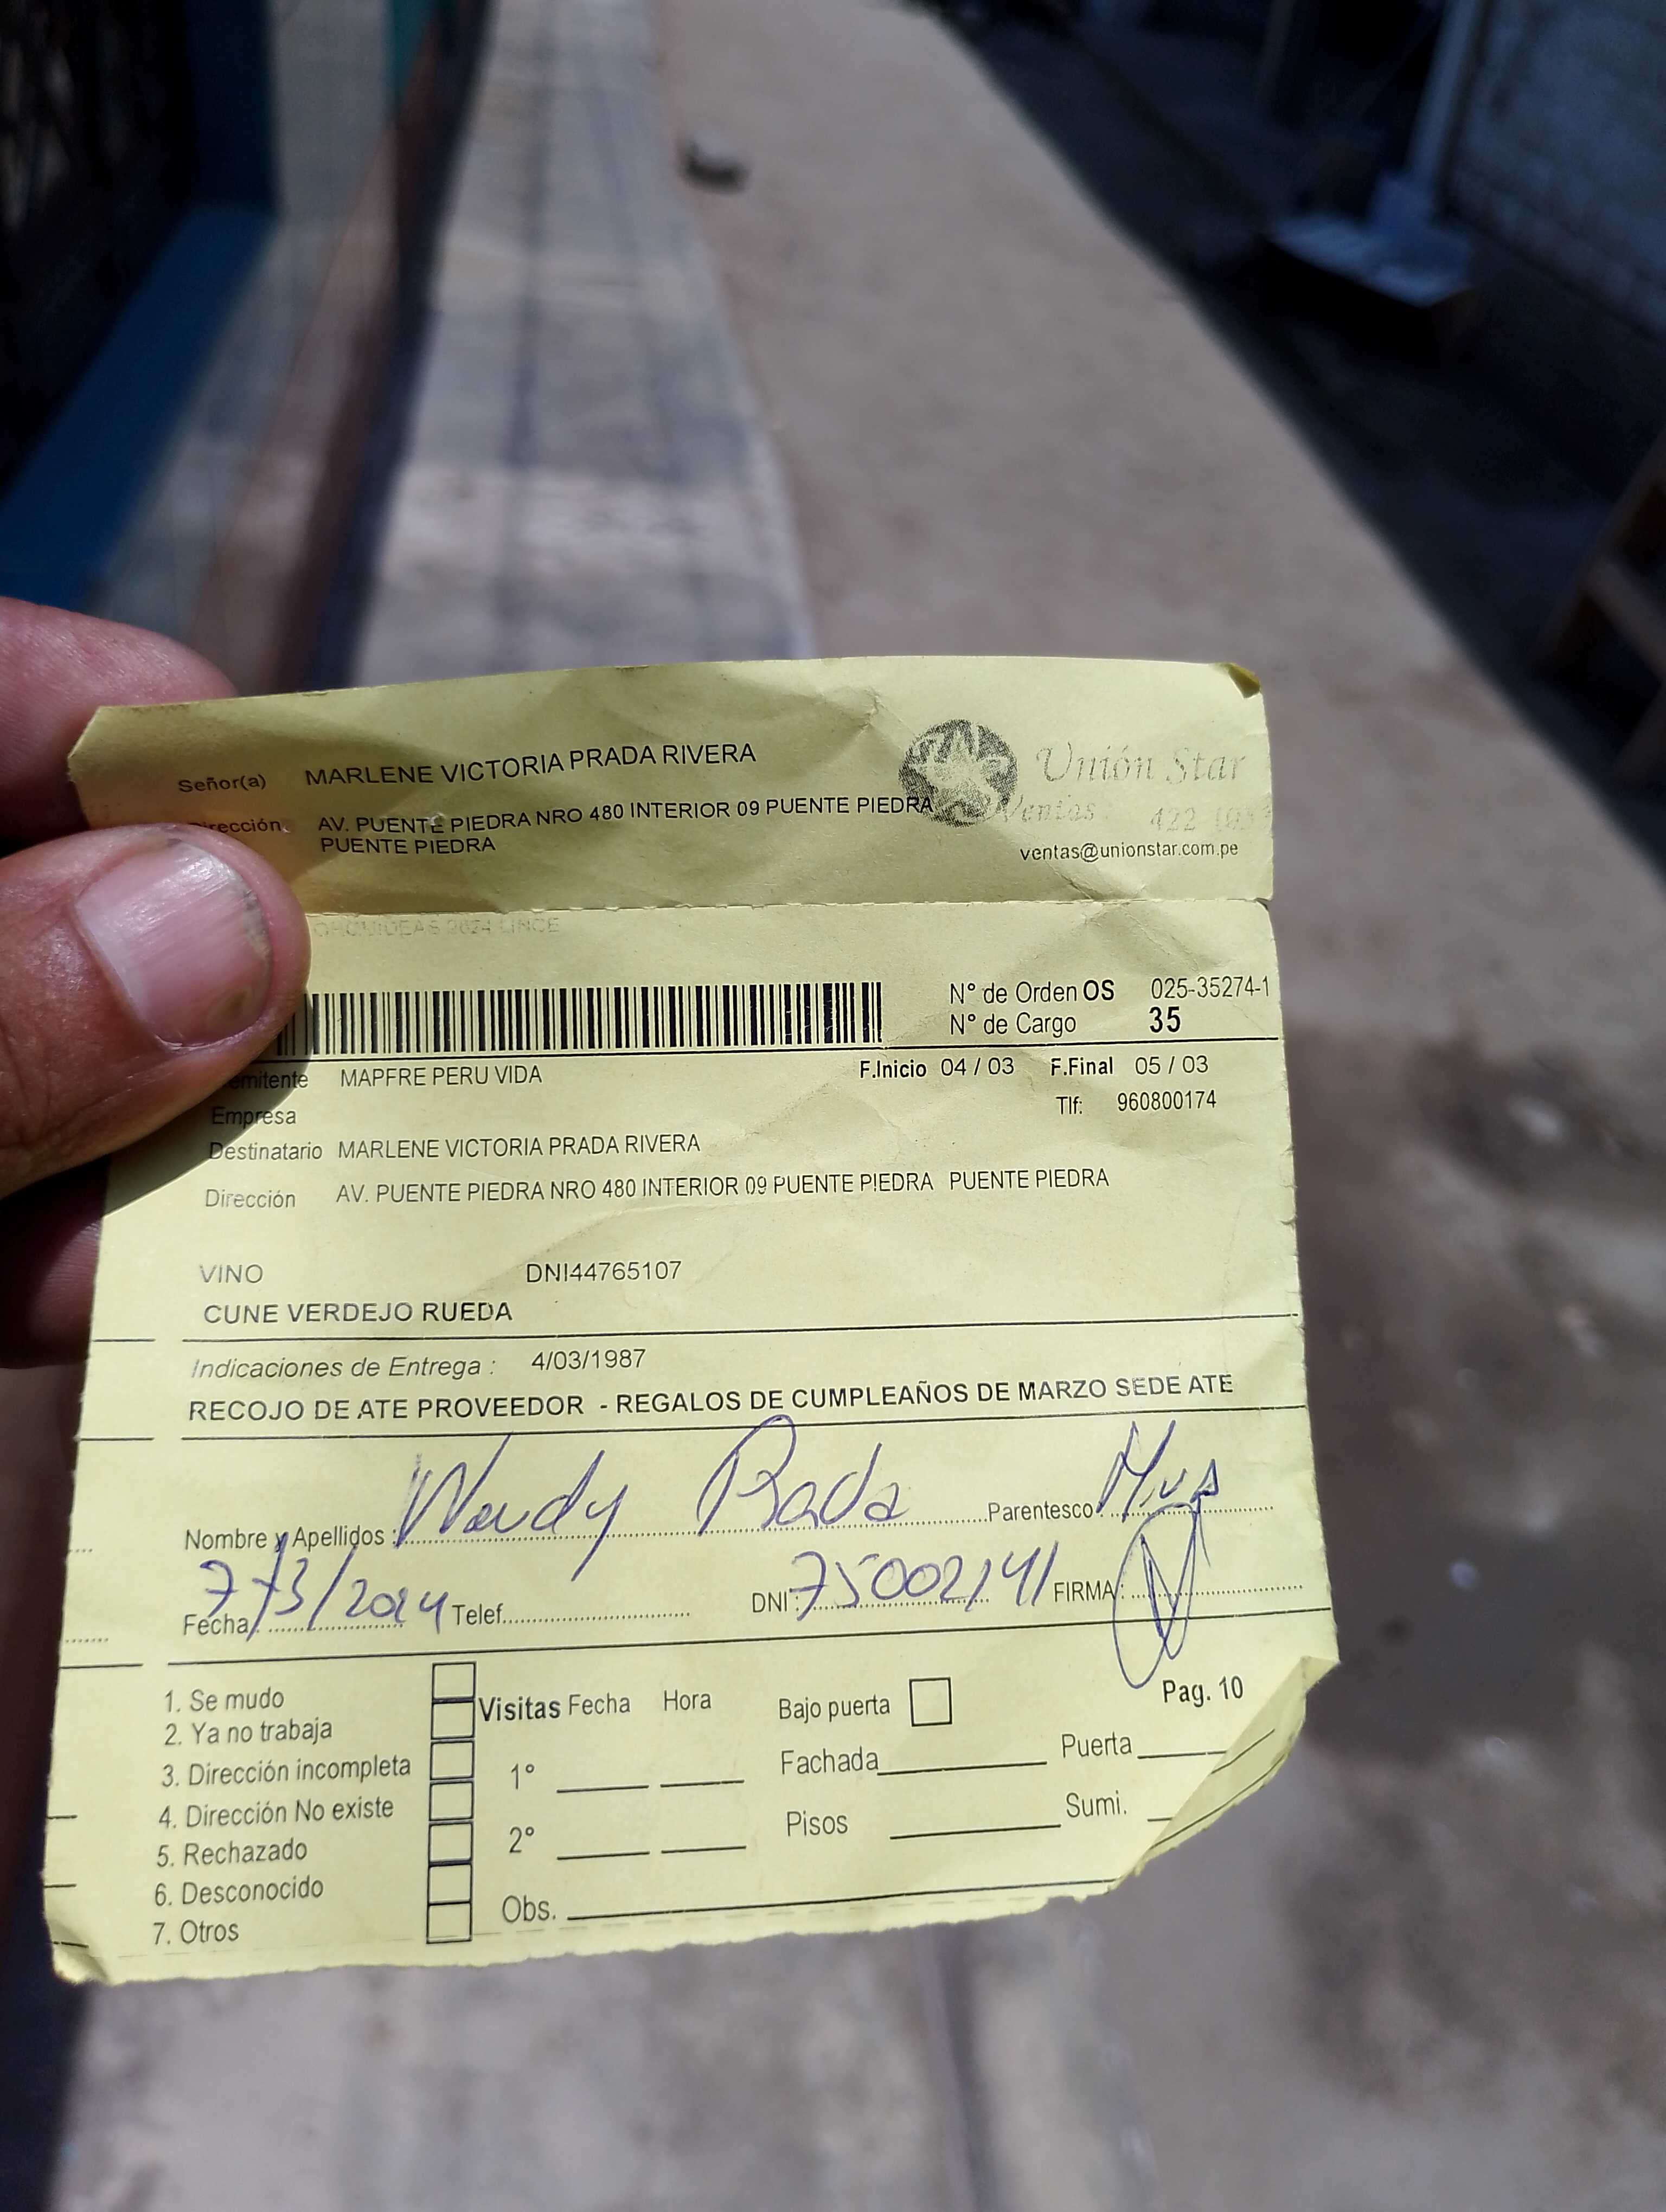 Señor(a) MARLENE VICTORIA PRADA RIVERA
Unión Star
Dirección AV. PUENTE PIEDRA NRO 480 INTERIOR 09 PUENTE PIEDRA
Ventas:
PUENTE PIEDRA
ventas@unionstar.com.pe
ORQUIDEAS 2624 LINCE
N° de Orden OS 025-35274-1
N° de Cargo 35
emitente MAPFRE PERU VIDA F.Inicio 04 / 03 F.Final 05 / 03
Empresa Tlf: 960800174
Destinatario MARLENE VICTORIA PRADA RIVERA
Dirección AV. PUENTE PIEDRA NRO 480 INTERIOR 09 PUENTE PIEDRA PUENTE PIEDRA
VINO DNI44765107
CUNE VERDEJO RUEDA
Indicaciones de Entrega : 4/03/1987
RECOJO DE ATE PROVEEDOR - REGALOS DE CUMPLEAÑOS DE MARZO SEDE ATE
Nombre y Apellidos : Wendy Prada Parentesco:
Fecha: 7/3/2024 Telef. DNI: 75002141 FIRMA:
1. Se mudo
2. Ya no trabaja
3. Dirección incompleta
4. Dirección No existe
5. Rechazado
6. Desconocido
7. Otros
Visitas Fecha Hora
1°
2°
Obs.
Bajo puerta
Fachada Puerta
Pisos Sumi.
Pag. 10